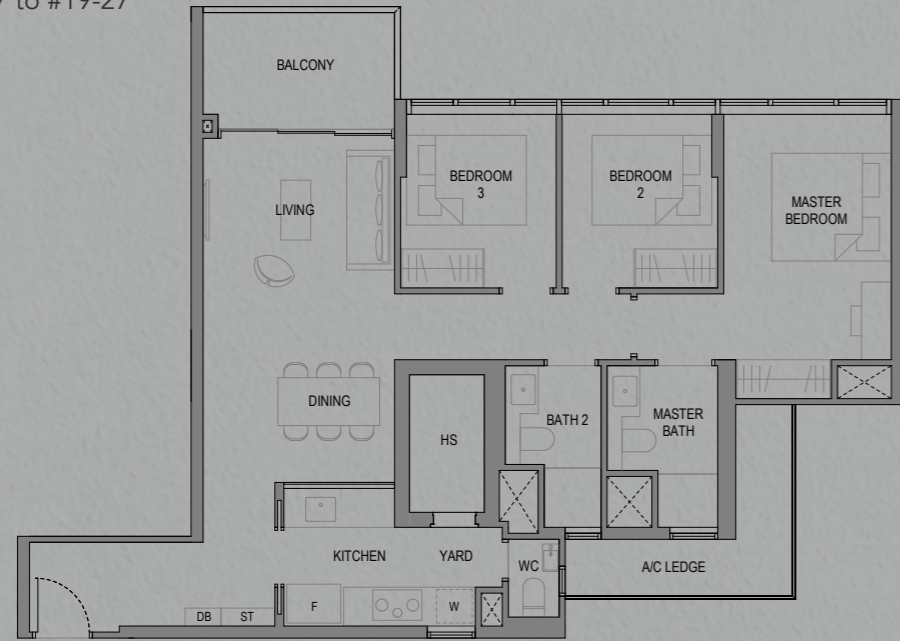 to #19-27
BALCONY
LIVING
BEDROOM
3
BEDROOM
2
MASTER
BEDROOM
DINING
HS
BATH 2
MASTER
BATH
KITCHEN
YARD
WC
A/C LEDGE
DB
ST
F
W